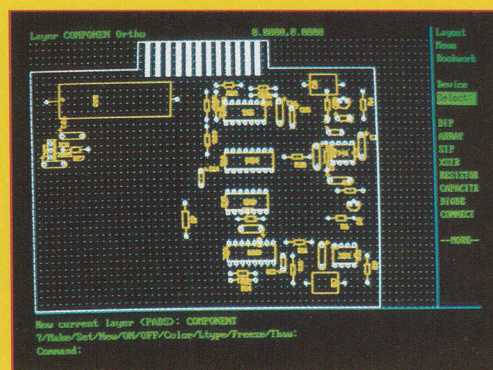 Layer COMPONEN Ortho 0.0000,0.0000
Layout
Menu
Bookwork
Device
Select
DIP
ARRAY
SIP
XSTR
RESISTOR
CAPACITR
DIODE
CONNECT
--MORE--
New current layer <PADS>: COMPONENT
?/Make/Set/New/ON/OFF/Color/Ltype/Freeze/Thaw:
Command: